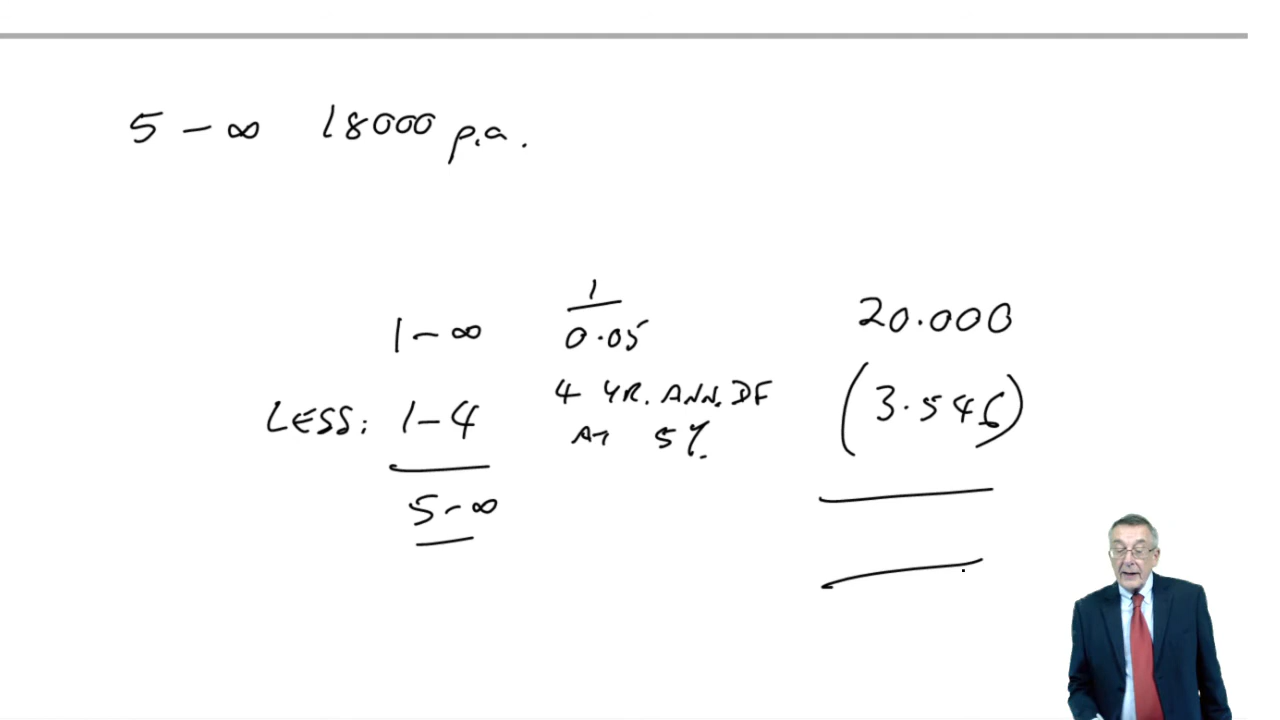 5 - ∞ 18000 p.a.
1 - ∞ 1/0.05 20.000
LESS: 1 - 4 4 YR. ANN. DF AT 5% (3.546)
5 - ∞